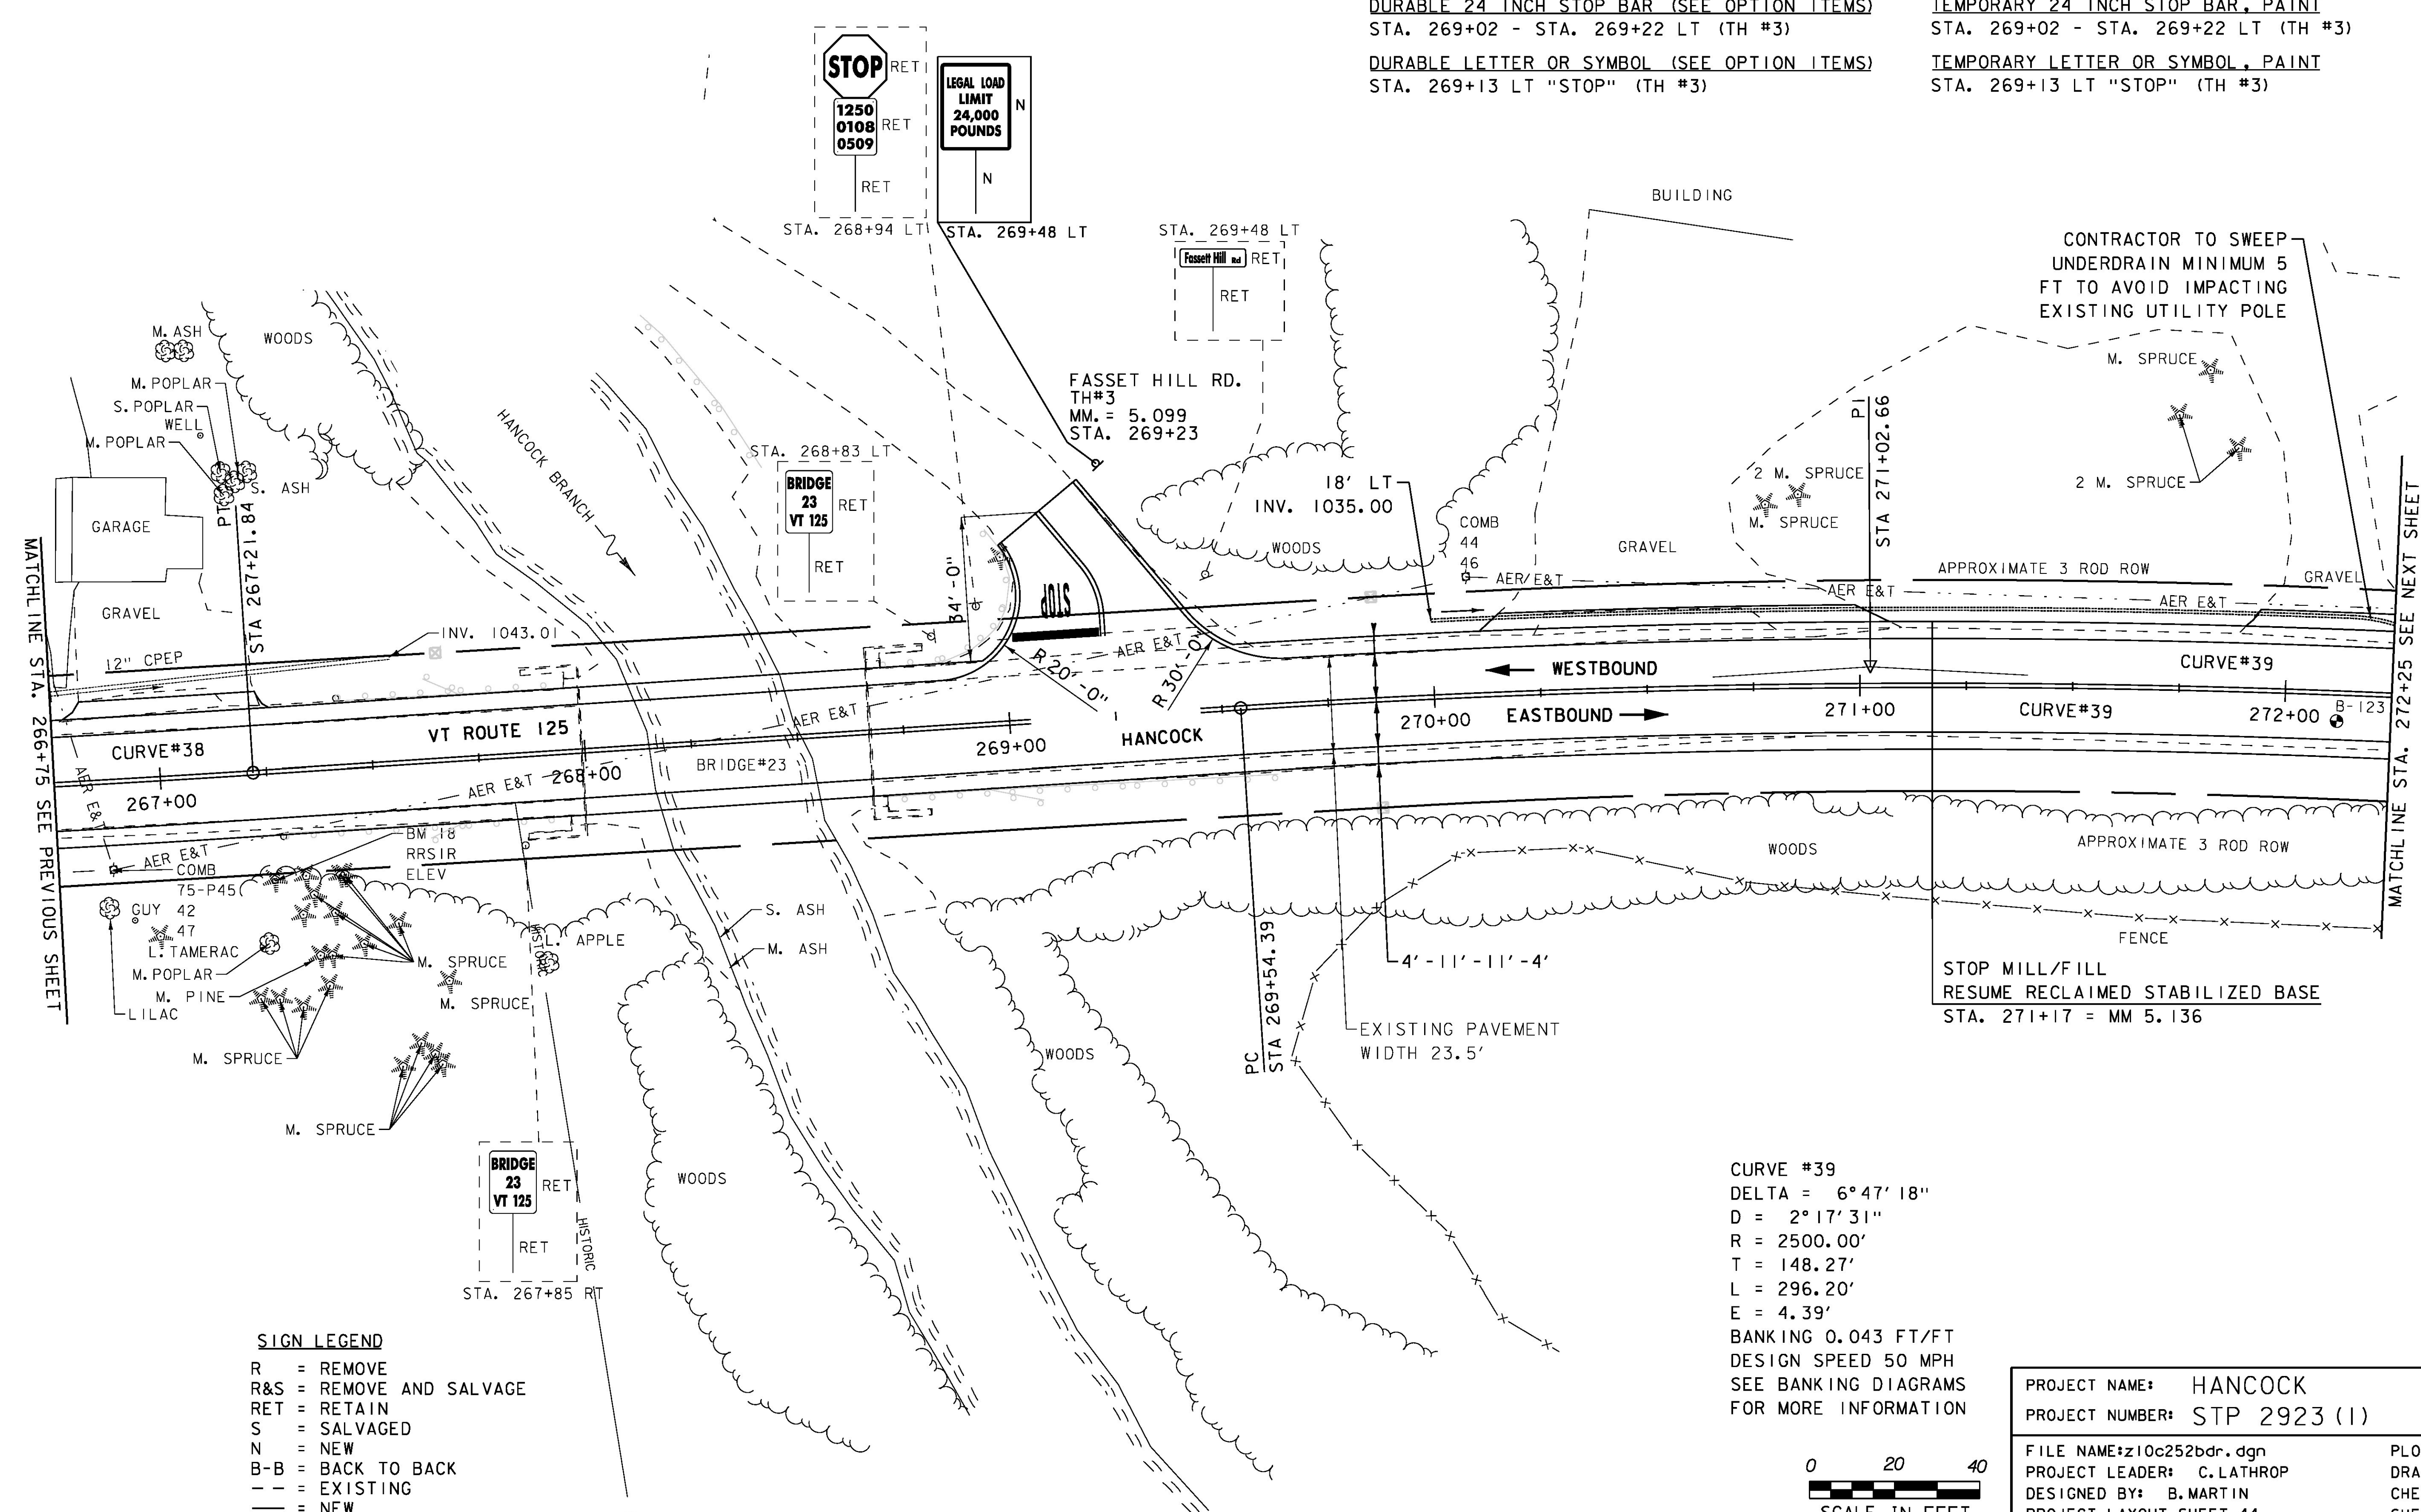 DURABLE 24 INCH STOP BAR (SEE OPTION ITEMS)
STA. 269+02 - STA. 269+22 LT (TH #3)
DURABLE LETTER OR SYMBOL (SEE OPTION ITEMS)
STA. 269+13 LT "STOP" (TH #3)
TEMPORARY 24 INCH STOP BAR, PAINT
STA. 269+02 - STA. 269+22 LT (TH #3)
TEMPORARY LETTER OR SYMBOL, PAINT
STA. 269+13 LT "STOP" (TH #3)
STOP
RET
1250
0108
0509
RET
RET
STA. 268+94 LT
LEGAL LOAD
LIMIT
24,000
POUNDS
N
N
STA. 269+48 LT
STA. 269+48 LT
Fassett Hill Rd
RET
RET
BUILDING
CONTRACTOR TO SWEEP
UNDERDRAIN MINIMUM 5
FT TO AVOID IMPACTING
EXISTING UTILITY POLE
M. ASH
WOODS
M. POPLAR
S. POPLAR
WELL
M. POPLAR
S. ASH
GARAGE
GRAVEL
PT
STA 267+21.84
HANCOCK BRANCH
STA. 268+83 LT
BRIDGE
23
VT 125
RET
RET
FASSET HILL RD.
TH#3
MM. = 5.099
STA. 269+23
18' LT
INV. 1035.00
WOODS
COMB
44
46
GRAVEL
2 M. SPRUCE
M. SPRUCE
PI
STA 271+02.66
M. SPRUCE
2 M. SPRUCE
APPROXIMATE 3 ROD ROW
GRAVEL
AER E&T
AER E&T
AER E&T
MATCHLINE STA. 266+75 SEE PREVIOUS SHEET
MATCHLINE STA. 272+25 SEE NEXT SHEET
34'-0"
STOP
R 20'-0"
R 30'-0"
AER E&T
INV. 1043.01
12" CPEP
WESTBOUND
CURVE#39
VT ROUTE 125
CURVE#38
AER E&T
267+00
268+00
BRIDGE#23
269+00
HANCOCK
270+00
EASTBOUND
271+00
CURVE#39
272+00
B-123
AER E&T
AER E&T
AER E&T
BM 18
RRSIR
ELEV
COMB
75-P45
42
47
GUY
L. TAMERAC
M. POPLAR
M. PINE
LILAC
M. SPRUCE
M. SPRUCE
M. SPRUCE
M. SPRUCE
HISTORIC
L. APPLE
S. ASH
M. ASH
WOODS
WOODS
4'-11'-11'-4'
EXISTING PAVEMENT
WIDTH 23.5'
PC
STA 269+54.39
WOODS
APPROXIMATE 3 ROD ROW
FENCE
STOP MILL/FILL
RESUME RECLAIMED STABILIZED BASE
STA. 271+17 = MM 5.136
BRIDGE
23
VT 125
RET
RET
STA. 267+85 RT
HISTORIC
SIGN LEGEND
R = REMOVE
R&S = REMOVE AND SALVAGE
RET = RETAIN
S = SALVAGED
N = NEW
B-B = BACK TO BACK
-- = EXISTING
— = NEW
CURVE #39
DELTA = 6°47'18"
D = 2°17'31"
R = 2500.00'
T = 148.27'
L = 296.20'
E = 4.39'
BANKING 0.043 FT/FT
DESIGN SPEED 50 MPH
SEE BANKING DIAGRAMS
FOR MORE INFORMATION
0 20 40
SCALE IN FEET
PROJECT NAME: HANCOCK
PROJECT NUMBER: STP 2923(1)
FILE NAME:z10c252bdr.dgn
PROJECT LEADER: C.LATHROP
DESIGNED BY: B.MARTIN
PROJECT LAYOUT SHEET 44
PLO
DRA
CHE